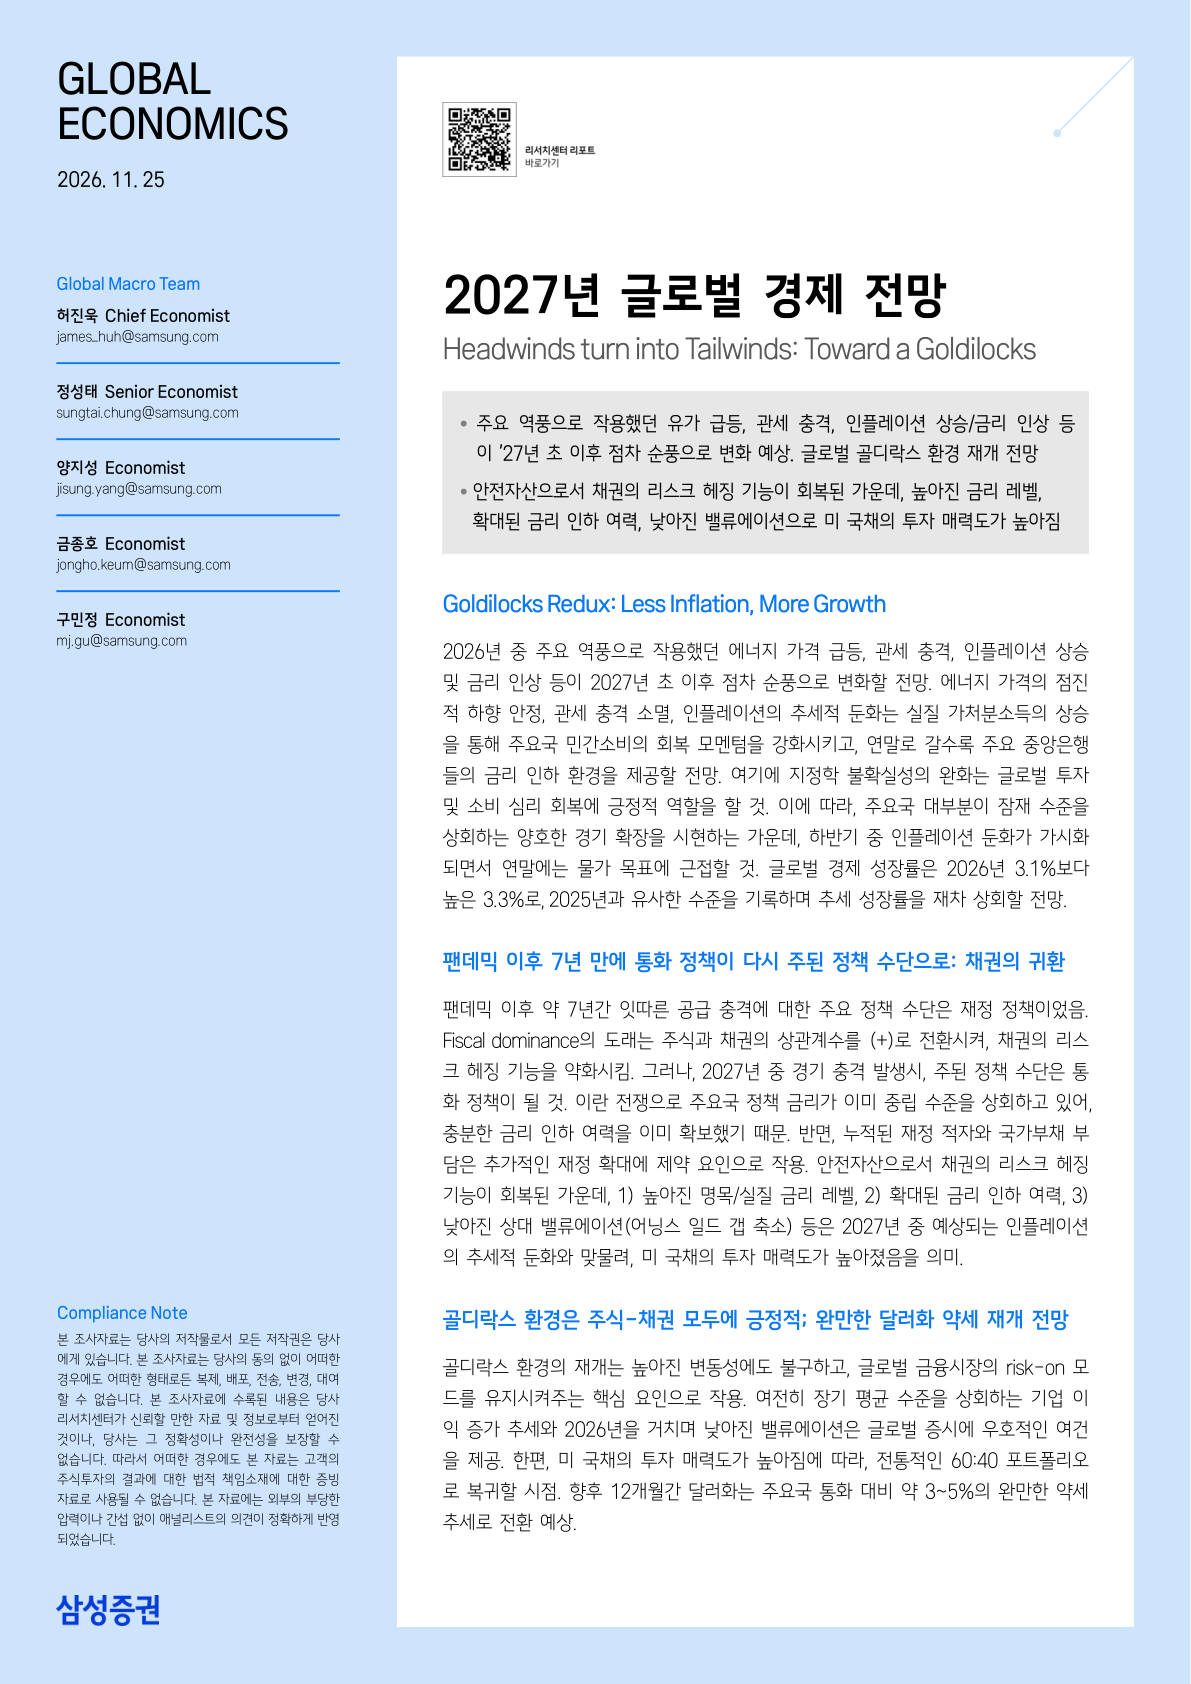 GLOBAL
ECONOMICS
2026. 11. 25
Global Macro Team
허진욱 Chief Economist
james_huh@samsung.com
정성태 Senior Economist
sungtai.chung@samsung.com
양지성 Economist
jisung.yang@samsung.com
금종호 Economist
jongho.keum@samsung.com
구민정 Economist
mj.gu@samsung.com
Compliance Note
본 조사자료는 당사의 저작물로서 모든 저작권은 당사
에게 있습니다. 본 조사자료는 당사의 동의 없이 어떠한
경우에도 어떠한 형태로든 복제, 배포, 전송, 변경, 대여
할 수 없습니다. 본 조사자료에 수록된 내용은 당사
리서치센터가 신뢰할 만한 자료 및 정보로부터 얻어진
것이나, 당사는 그 정확성이나 완전성을 보장할 수
없습니다. 따라서 어떠한 경우에도 본 자료는 고객의
주식투자의 결과에 대한 법적 책임소재에 대한 증빙
자료로 사용될 수 없습니다. 본 자료에는 외부의 부당한
압력이나 간섭 없이 애널리스트의 의견이 정확하게 반영
되었습니다.
삼성증권
리서치센터 리포트
바로가기
2027년 글로벌 경제 전망
Headwinds turn into Tailwinds: Toward a Goldilocks
• 주요 역풍으로 작용했던 유가 급등, 관세 충격, 인플레이션 상승/금리 인상 등
이 ’27년 초 이후 점차 순풍으로 변화 예상. 글로벌 골디락스 환경 재개 전망
• 안전자산으로서 채권의 리스크 헤징 기능이 회복된 가운데, 높아진 금리 레벨,
확대된 금리 인하 여력, 낮아진 밸류에이션으로 미 국채의 투자 매력도가 높아짐
Goldilocks Redux: Less Inflation, More Growth
2026년 중 주요 역풍으로 작용했던 에너지 가격 급등, 관세 충격, 인플레이션 상승
및 금리 인상 등이 2027년 초 이후 점차 순풍으로 변화할 전망. 에너지 가격의 점진
적 하향 안정, 관세 충격 소멸, 인플레이션의 추세적 둔화는 실질 가처분소득의 상승
을 통해 주요국 민간소비의 회복 모멘텀을 강화시키고, 연말로 갈수록 주요 중앙은행
들의 금리 인하 환경을 제공할 전망. 여기에 지정학 불확실성의 완화는 글로벌 투자
및 소비 심리 회복에 긍정적 역할을 할 것. 이에 따라, 주요국 대부분이 잠재 수준을
상회하는 양호한 경기 확장을 시현하는 가운데, 하반기 중 인플레이션 둔화가 가시화
되면서 연말에는 물가 목표에 근접할 것. 글로벌 경제 성장률은 2026년 3.1%보다
높은 3.3%로, 2025년과 유사한 수준을 기록하며 추세 성장률을 재차 상회할 전망.
팬데믹 이후 7년 만에 통화 정책이 다시 주된 정책 수단으로: 채권의 귀환
팬데믹 이후 약 7년간 잇따른 공급 충격에 대한 주요 정책 수단은 재정 정책이었음.
Fiscal dominance의 도래는 주식과 채권의 상관계수를 (+)로 전환시켜, 채권의 리스
크 헤징 기능을 약화시킴. 그러나, 2027년 중 경기 충격 발생시, 주된 정책 수단은 통
화 정책이 될 것. 이란 전쟁으로 주요국 정책 금리가 이미 중립 수준을 상회하고 있어,
충분한 금리 인하 여력을 이미 확보했기 때문. 반면, 누적된 재정 적자와 국가부채 부
담은 추가적인 재정 확대에 제약 요인으로 작용. 안전자산으로서 채권의 리스크 헤징
기능이 회복된 가운데, 1) 높아진 명목/실질 금리 레벨, 2) 확대된 금리 인하 여력, 3)
낮아진 상대 밸류에이션(어닝스 일드 갭 축소) 등은 2027년 중 예상되는 인플레이션
의 추세적 둔화와 맞물려, 미 국채의 투자 매력도가 높아졌음을 의미.
골디락스 환경은 주식-채권 모두에 긍정적; 완만한 달러화 약세 재개 전망
골디락스 환경의 재개는 높아진 변동성에도 불구하고, 글로벌 금융시장의 risk-on 모
드를 유지시켜주는 핵심 요인으로 작용. 여전히 장기 평균 수준을 상회하는 기업 이
익 증가 추세와 2026년을 거치며 낮아진 밸류에이션은 글로벌 증시에 우호적인 여건
을 제공. 한편, 미 국채의 투자 매력도가 높아짐에 따라, 전통적인 60:40 포트폴리오
로 복귀할 시점. 향후 12개월간 달러화는 주요국 통화 대비 약 3~5%의 완만한 약세
추세로 전환 예상.